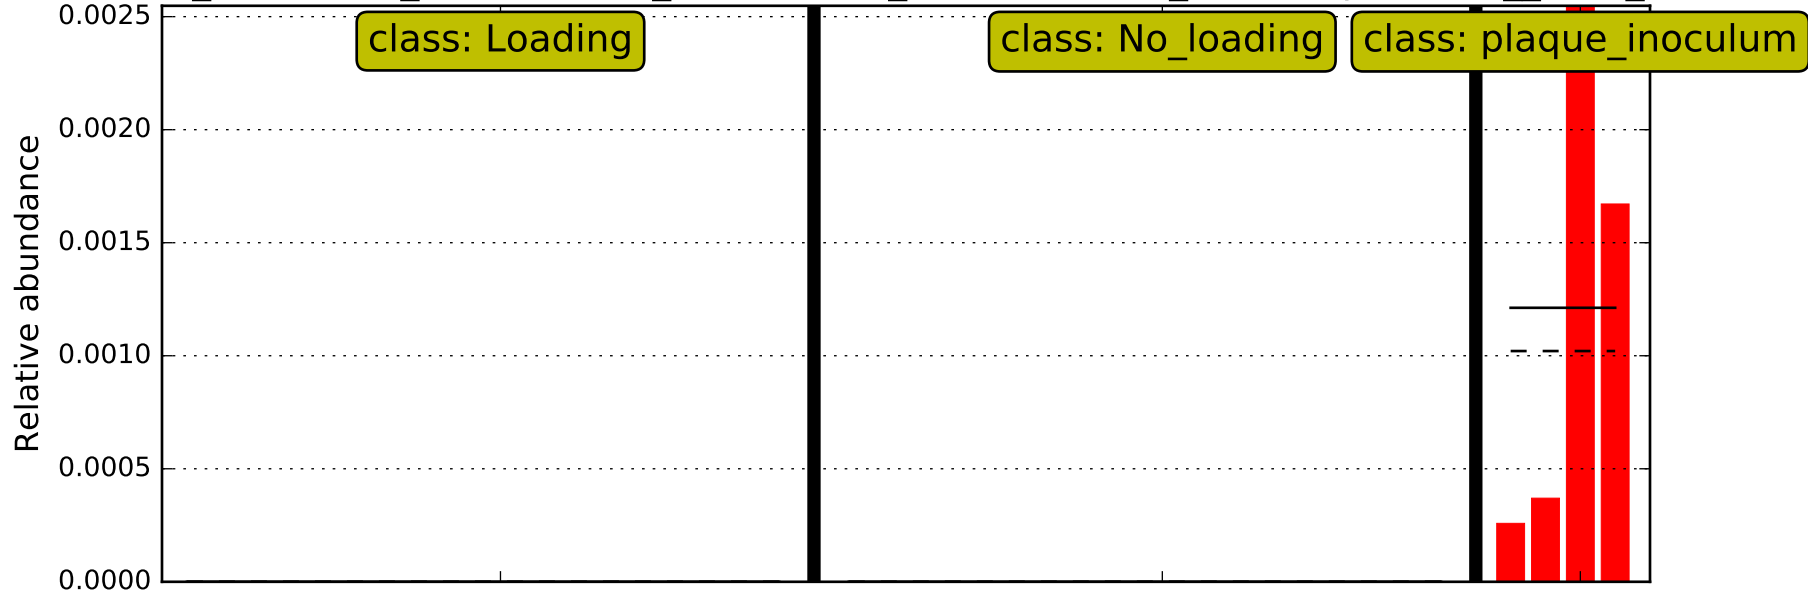 0.0025
class: Loading
class: No_loading
class: plaque_inoculum
0.0020
0.0015
0.0010
0.0005
0.0000
Relative abundance